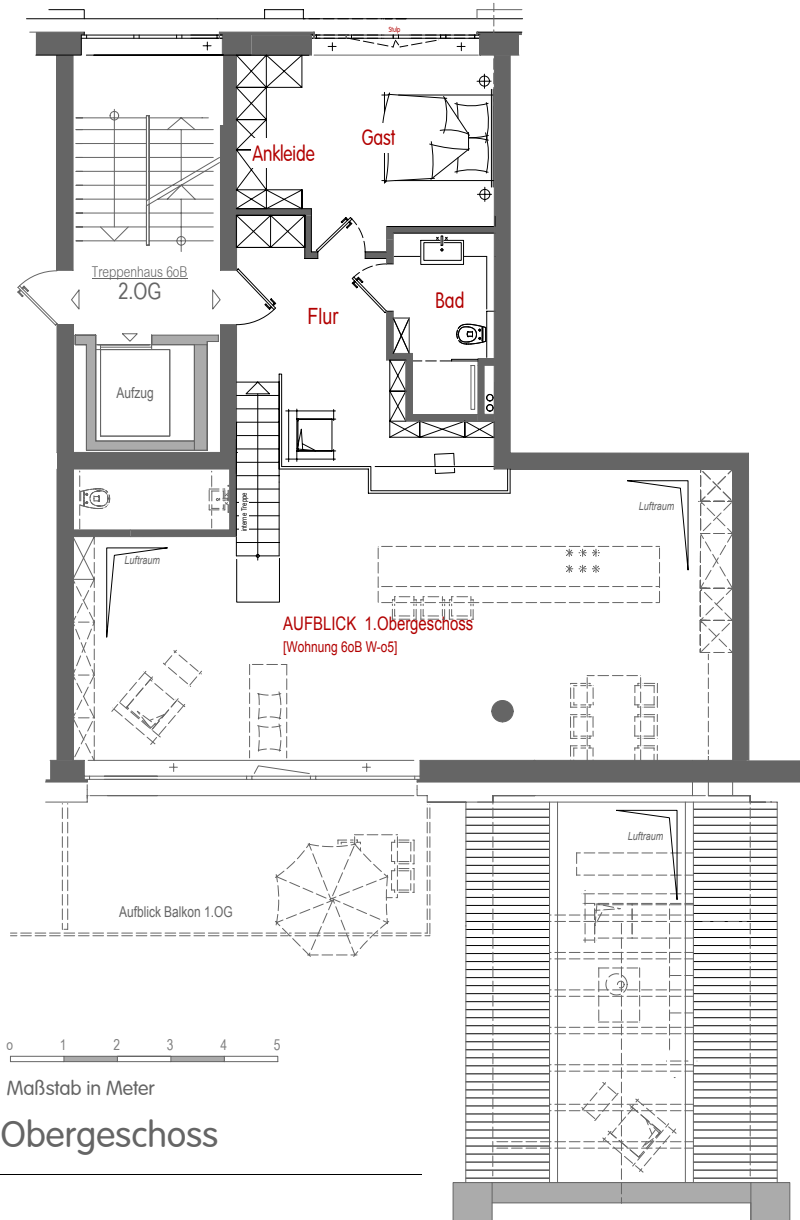 Stulp
Gast
Ankleide
Treppenhaus 6oB
2.OG
Bad
Flur
Aufzug
interne Treppe
Luftraum
Luftraum
AUFBLICK 1.Obergeschoss
[Wohnung 6oB W-o5]
Luftraum
Aufblick Balkon 1.OG
o 1 2 3 4 5
Maßstab in Meter
Obergeschoss